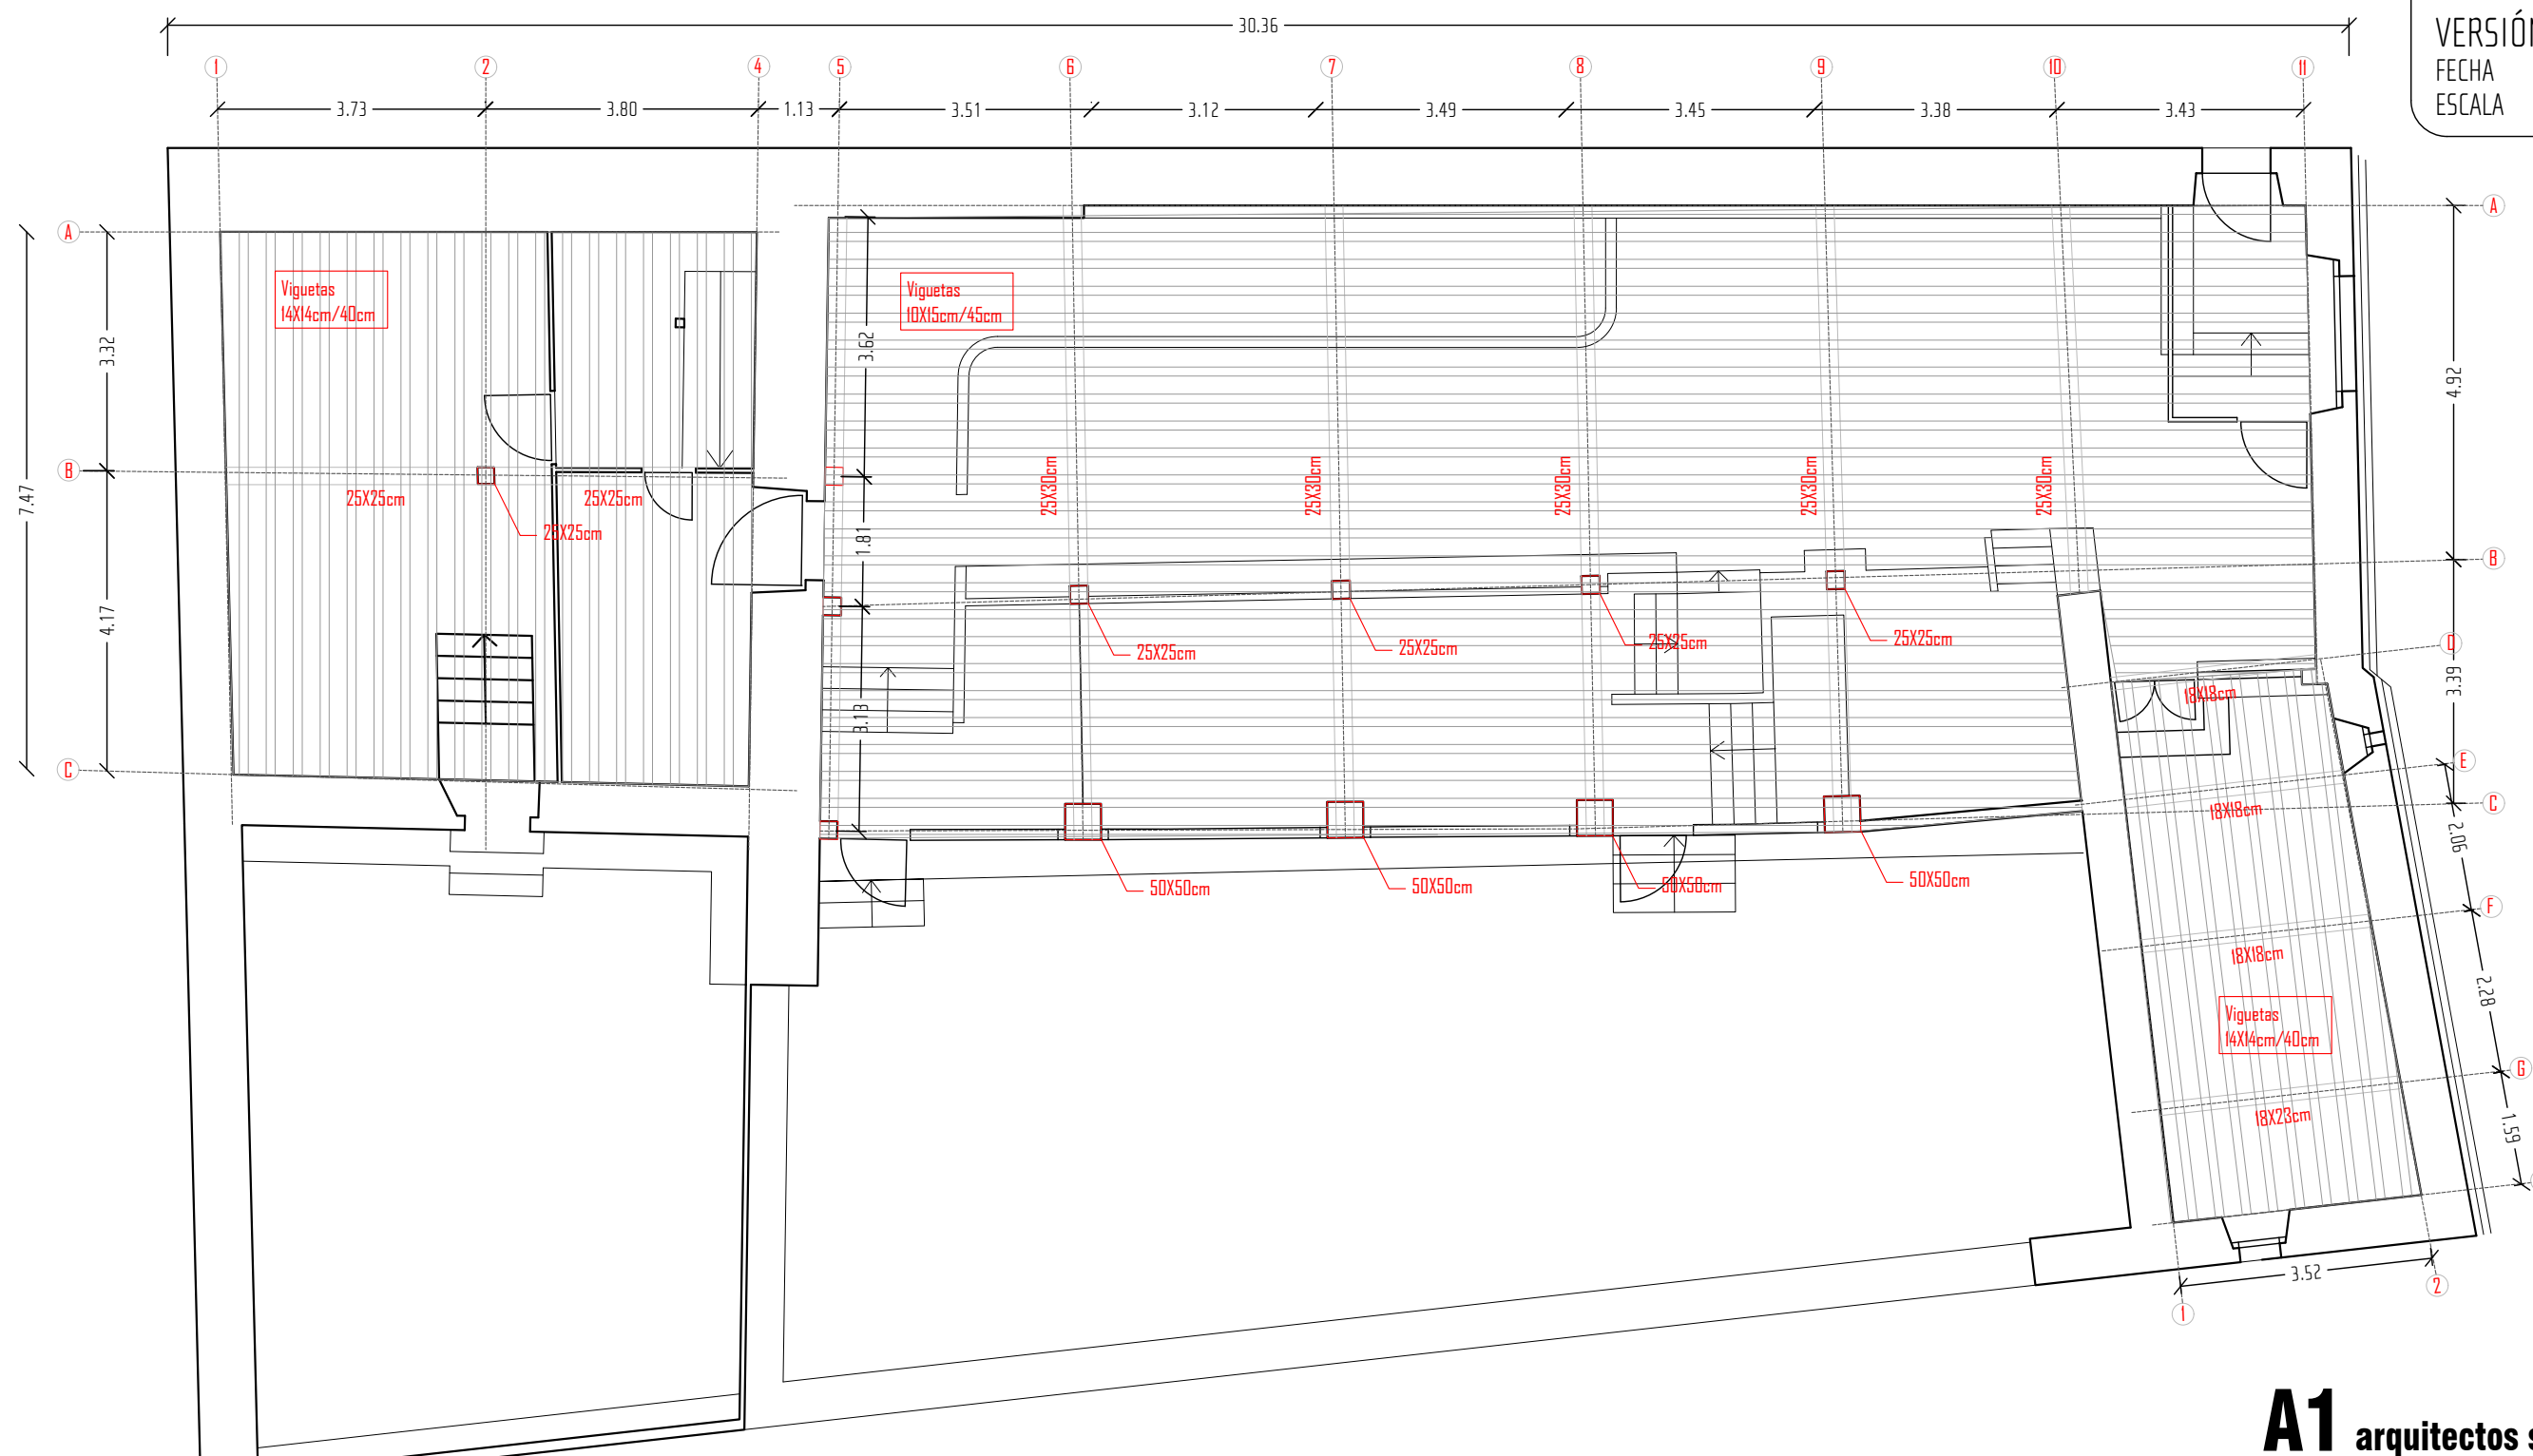 30.36
VERSIÓN
FECHA
ESCALA
1
2
4
5
6
7
8
9
10
11
3.73
3.80
1.13
3.51
3.12
3.49
3.45
3.38
3.43
A
A
Viguetas
14X14cm/40cm
Viguetas
10X15cm/45cm
3.32
3.62
4.92
7.47
B
25X25cm
25X25cm
25X25cm
25X30cm
25X30cm
25X30cm
25X30cm
25X30cm
1.81
B
4.17
25X25cm
25X25cm
25X25cm
25X25cm
D
3.39
3.13
18X18cm
C
E
C
18X18cm
2.06
50X50cm
50X50cm
50X50cm
50X50cm
F
18X18cm
2.28
Viguetas
14X14cm/40cm
G
18X23cm
1.59
3.52
1
2
A1 arquitectos